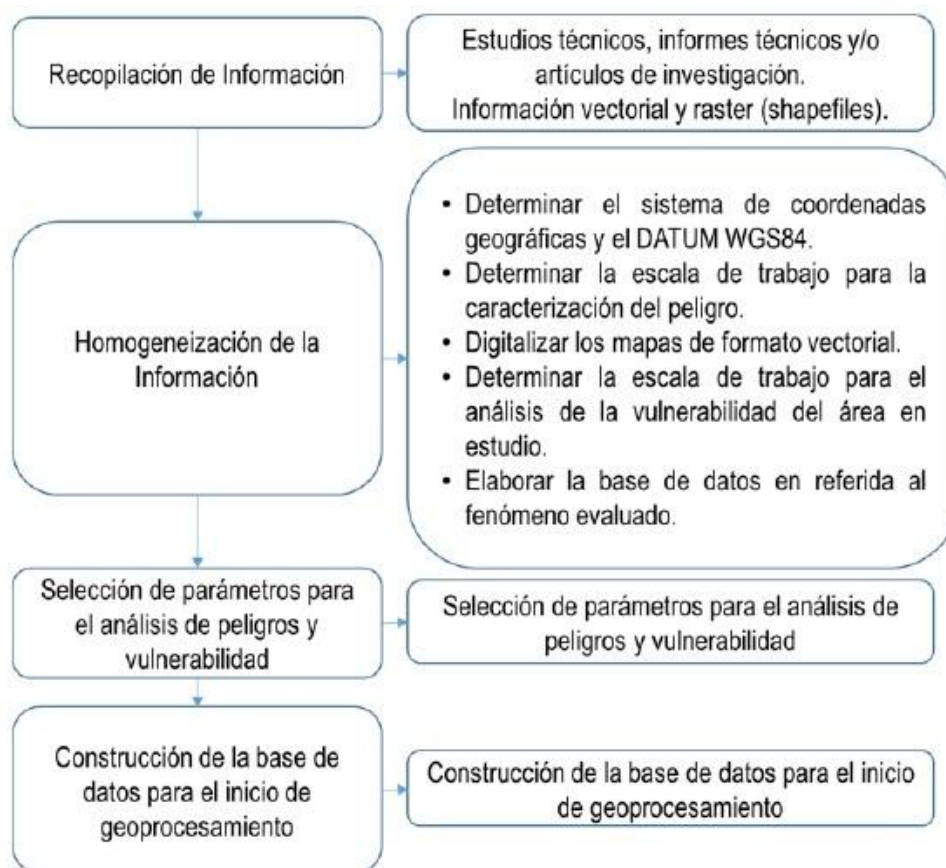 Recopilación de Información
Estudios técnicos, informes técnicos y/o
artículos de investigación.
Información vectorial y raster (shapefiles).
Homogeneización de la
Información
• Determinar el sistema de coordenadas
geográficas y el DATUM WGS84.
• Determinar la escala de trabajo para la
caracterización del peligro.
• Digitalizar los mapas de formato vectorial.
• Determinar la escala de trabajo para el
análisis de la vulnerabilidad del área en
estudio.
• Elaborar la base de datos en referida al
fenómeno evaluado.
Selección de parámetros para
el análisis de peligros y
vulnerabilidad
Selección de parámetros para el análisis de
peligros y vulnerabilidad
Construcción de la base de
datos para el inicio de
geoprocesamiento
Construcción de la base de datos para el inicio
de geoprocesamiento